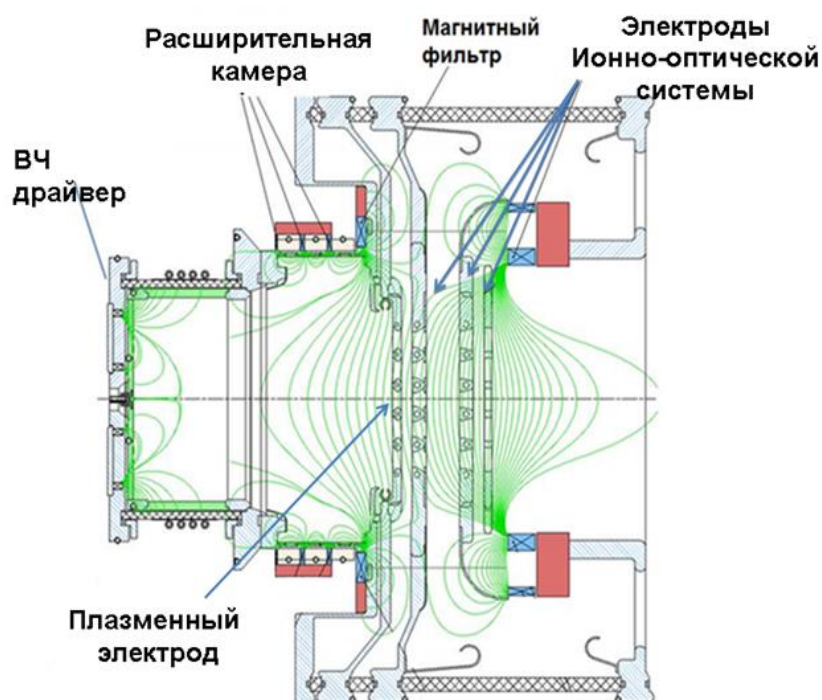 Расширительная
камера
Магнитный
фильтр
Электроды
Ионно-оптической
системы
ВЧ
драйвер
Плазменный
электрод